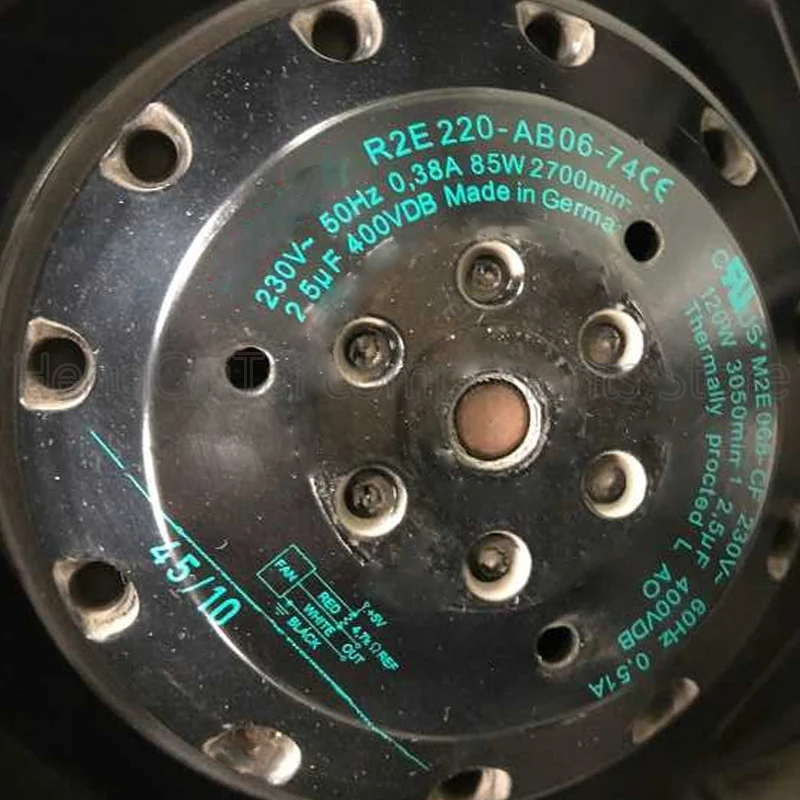 R2E 220-AB06-74 CE
230V~ 50Hz 0,38A 85W 2700min-
2.5µF 400VDB Made in Germa
c US* M2E 068-CF 230V~ 60Hz 0,51A
120W 3050min-1 2.5µF 400VDB
Thermally procted L AO
45/10
FAN
RED +5V
WHITE 4.7kΩ REF
BLACK OUT